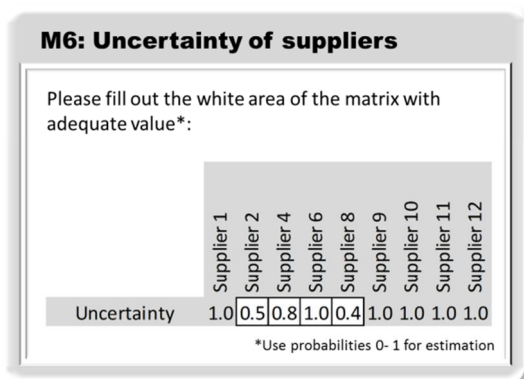 M6: Uncertainty of suppliers
Please fill out the white area of the matrix with
adequate value*:
Supplier 1
Supplier 2
Supplier 4
Supplier 6
Supplier 8
Supplier 9
Supplier 10
Supplier 11
Supplier 12
Uncertainty 1.0 0.5 0.8 1.0 0.4 1.0 1.0 1.0 1.0
*Use probabilities 0- 1 for estimation